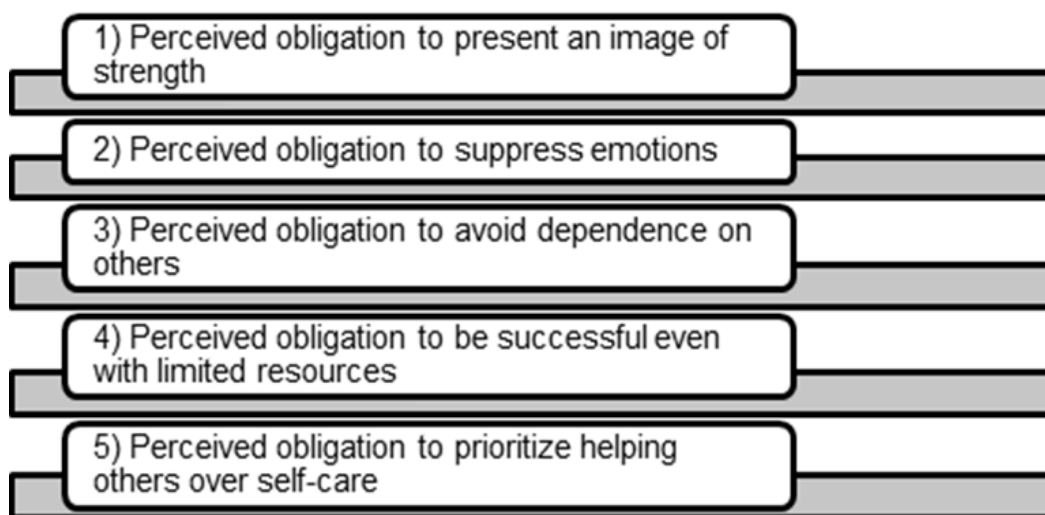 1) Perceived obligation to present an image of
strength
2) Perceived obligation to suppress emotions
3) Perceived obligation to avoid dependence on
others
4) Perceived obligation to be successful even
with limited resources
5) Perceived obligation to prioritize helping
others over self-care